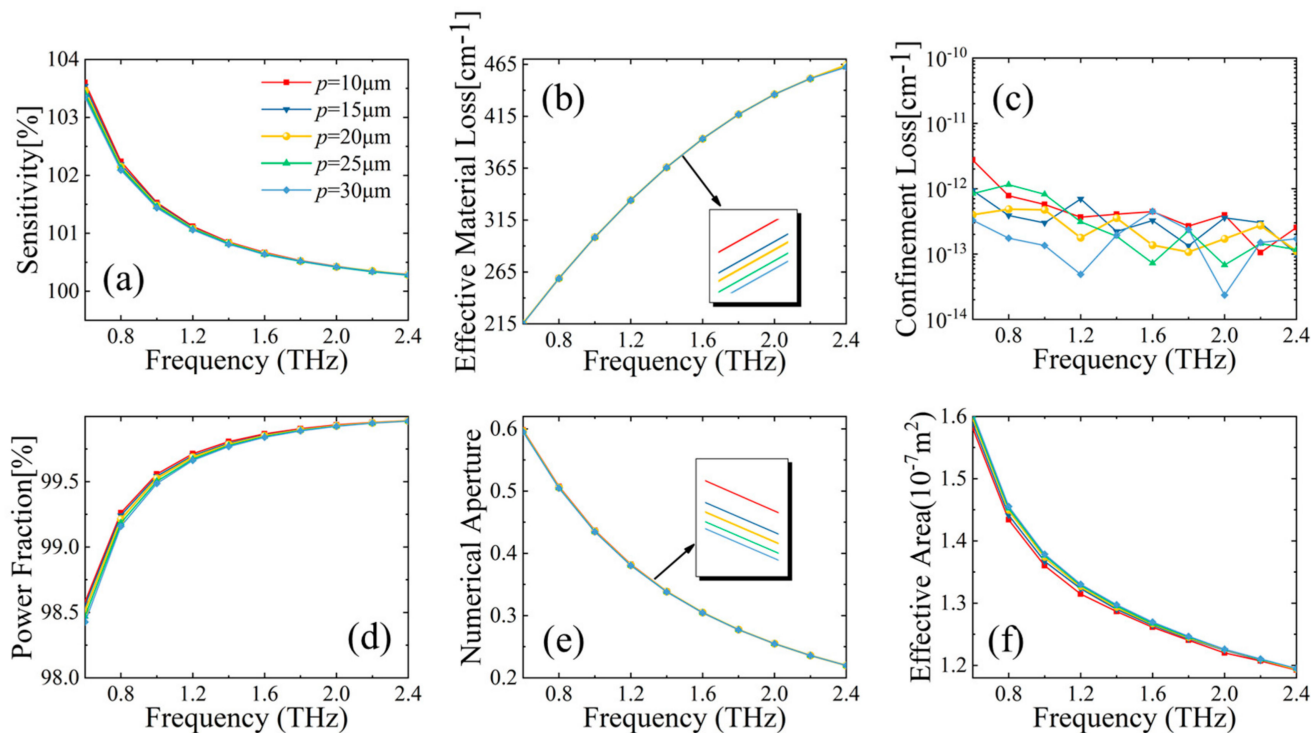 Sensitivity[%]
104
103
102
101
100
p=10μm
p=15μm
p=20μm
p=25μm
p=30μm
(a)
0.8 1.2 1.6 2.0 2.4
Frequency (THz)
Effective Material Loss[cm-1]
465
415
365
315
265
215
(b)
0.8 1.2 1.6 2.0 2.4
Frequency (THz)
Confinement Loss[cm-1]
10-10
10-11
10-12
10-13
10-14
(c)
0.8 1.2 1.6 2.0 2.4
Frequency (THz)
Power Fraction[%]
99.5
99.0
98.5
98.0
(d)
0.8 1.2 1.6 2.0 2.4
Frequency (THz)
Numerical Aperture
0.6
0.5
0.4
0.3
0.2
(e)
0.8 1.2 1.6 2.0 2.4
Frequency (THz)
Effective Area(10-7m2)
1.6
1.5
1.4
1.3
1.2
(f)
0.8 1.2 1.6 2.0 2.4
Frequency (THz)